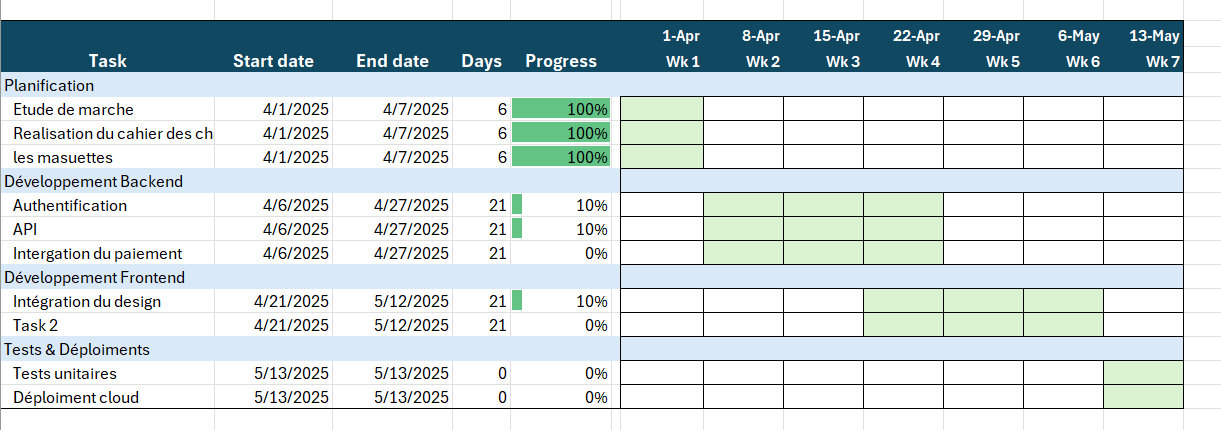 1-Apr 8-Apr 15-Apr 22-Apr 29-Apr 6-May 13-May
Task Start date End date Days Progress Wk 1 Wk 2 Wk 3 Wk 4 Wk 5 Wk 6 Wk 7
Planification
Etude de marche 4/1/2025 4/7/2025 6 100%
Realisation du cahier des ch 4/1/2025 4/7/2025 6 100%
les masuettes 4/1/2025 4/7/2025 6 100%
Développement Backend
Authentification 4/6/2025 4/27/2025 21 10%
API 4/6/2025 4/27/2025 21 10%
Intergation du paiement 4/6/2025 4/27/2025 21 0%
Développement Frontend
Intégration du design 4/21/2025 5/12/2025 21 10%
Task 2 4/21/2025 5/12/2025 21 0%
Tests & Déploiments
Tests unitaires 5/13/2025 5/13/2025 0 0%
Déploiment cloud 5/13/2025 5/13/2025 0 0%